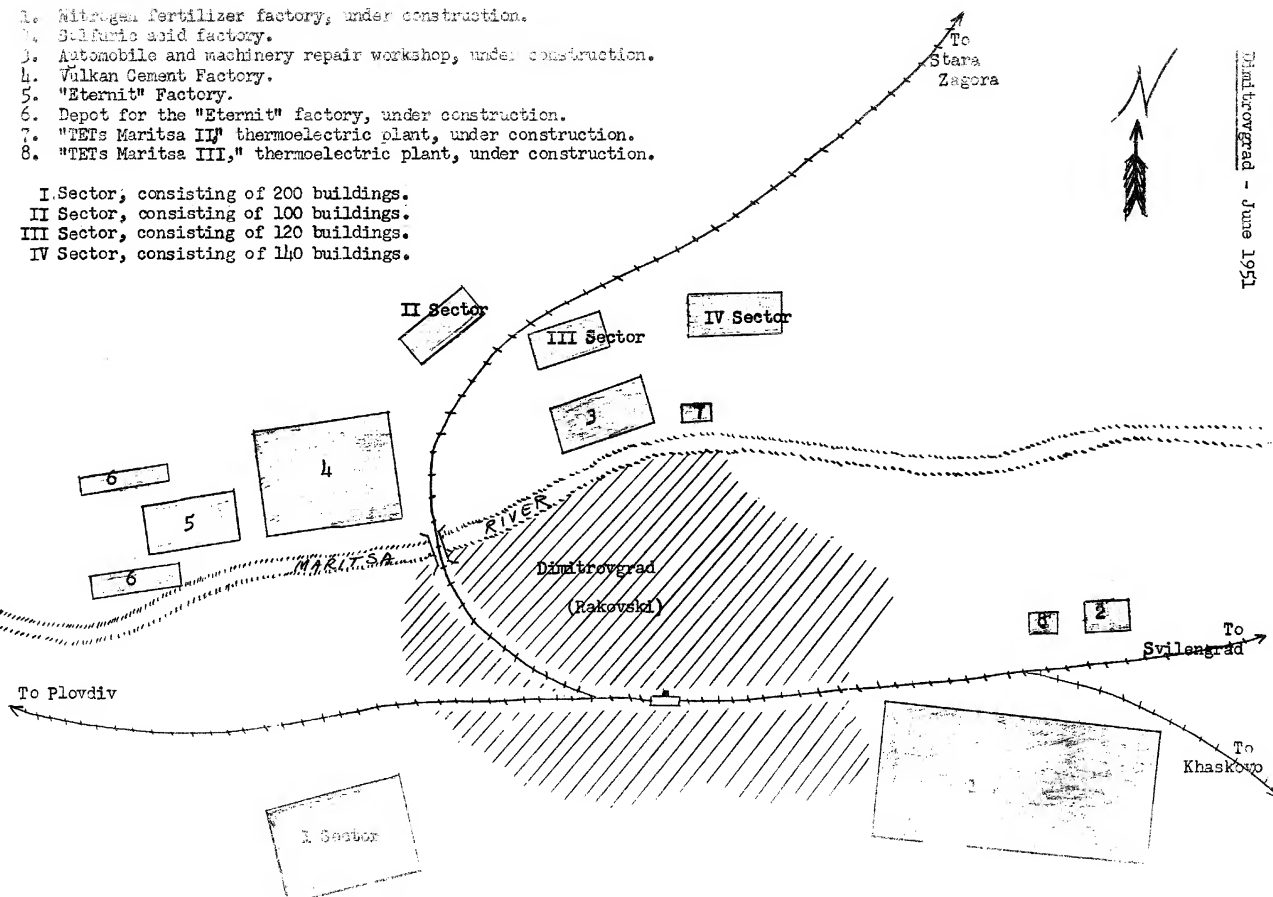 1. Nitrogen fertilizer factory, under construction.
2. Sulfuric acid factory.
3. Automobile and machinery repair workshop, under construction.
4. Vulkan Cement Factory.
5. "Eternit" Factory.
6. Depot for the "Eternit" factory, under construction.
7. "TETs Maritsa II," thermoelectric plant, under construction.
8. "TETs Maritsa III," thermoelectric plant, under construction.
I Sector, consisting of 200 buildings.
II Sector, consisting of 100 buildings.
III Sector, consisting of 120 buildings.
IV Sector, consisting of 140 buildings.
To
Stara
Zagora
N
Dimitrovgrad - June 1951
II Sector
III Sector
IV Sector
3
7
4
6
5
6
MARITSA
RIVER
Dimitrovgrad
(Rakovski)
8
2
To
Svilengrad
To Plovdiv
To
Khaskovo
1
I Sector